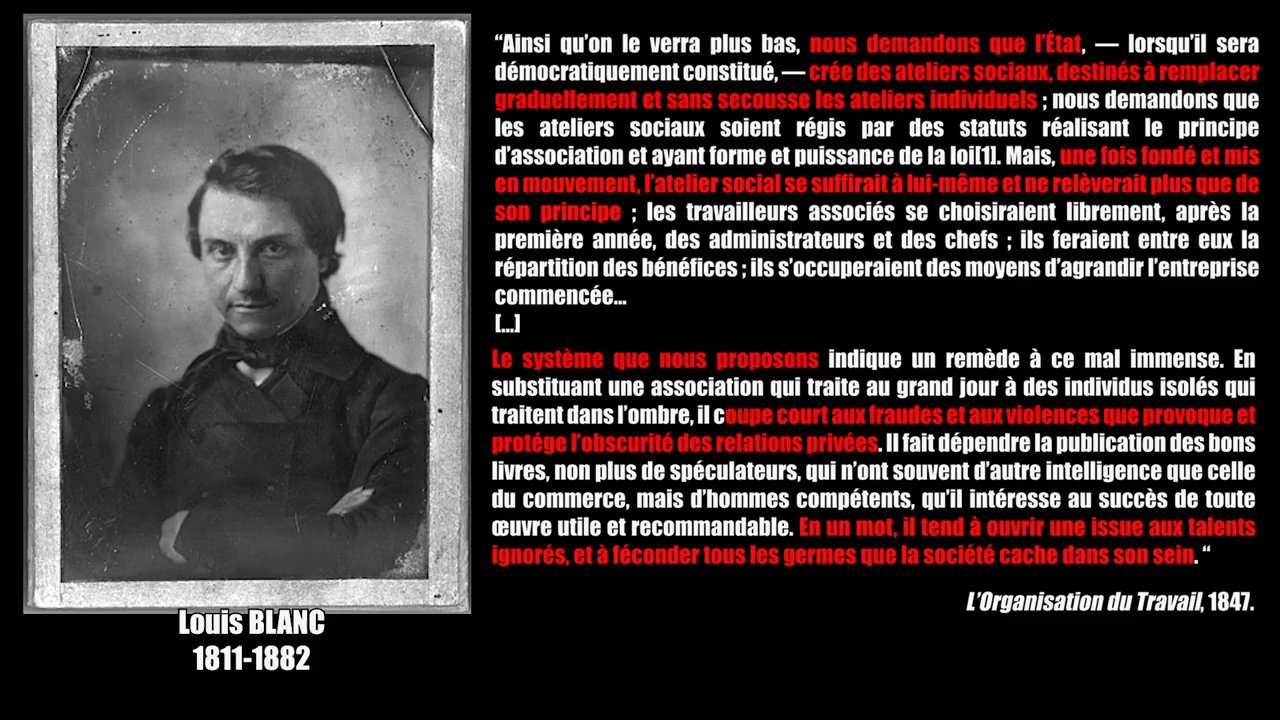 “Ainsi qu’on le verra plus bas, nous demandons que l’État, — lorsqu’il sera
démocratiquement constitué, — crée des ateliers sociaux, destinés à remplacer
graduellement et sans secousse les ateliers individuels ; nous demandons que
les ateliers sociaux soient régis par des statuts réalisant le principe
d’association et ayant forme et puissance de la loi[1]. Mais, une fois fondé et mis
en mouvement, l’atelier social se suffirait à lui-même et ne relèverait plus que de
son principe ; les travailleurs associés se choisiraient librement, après la
première année, des administrateurs et des chefs ; ils feraient entre eux la
répartition des bénéfices ; ils s’occuperaient des moyens d’agrandir l’entreprise
commencée...
[...]
Le système que nous proposons indique un remède à ce mal immense. En
substituant une association qui traite au grand jour à des individus isolés qui
traitent dans l’ombre, il coupe court aux fraudes et aux violences que provoque et
protége l’obscurité des relations privées. Il fait dépendre la publication des bons
livres, non plus de spéculateurs, qui n’ont souvent d’autre intelligence que celle
du commerce, mais d’hommes compétents, qu’il intéresse au succès de toute
œuvre utile et recommandable. En un mot, il tend à ouvrir une issue aux talents
ignorés, et à féconder tous les germes que la société cache dans son sein. “
L’Organisation du Travail, 1847.
Louis BLANC
1811-1882